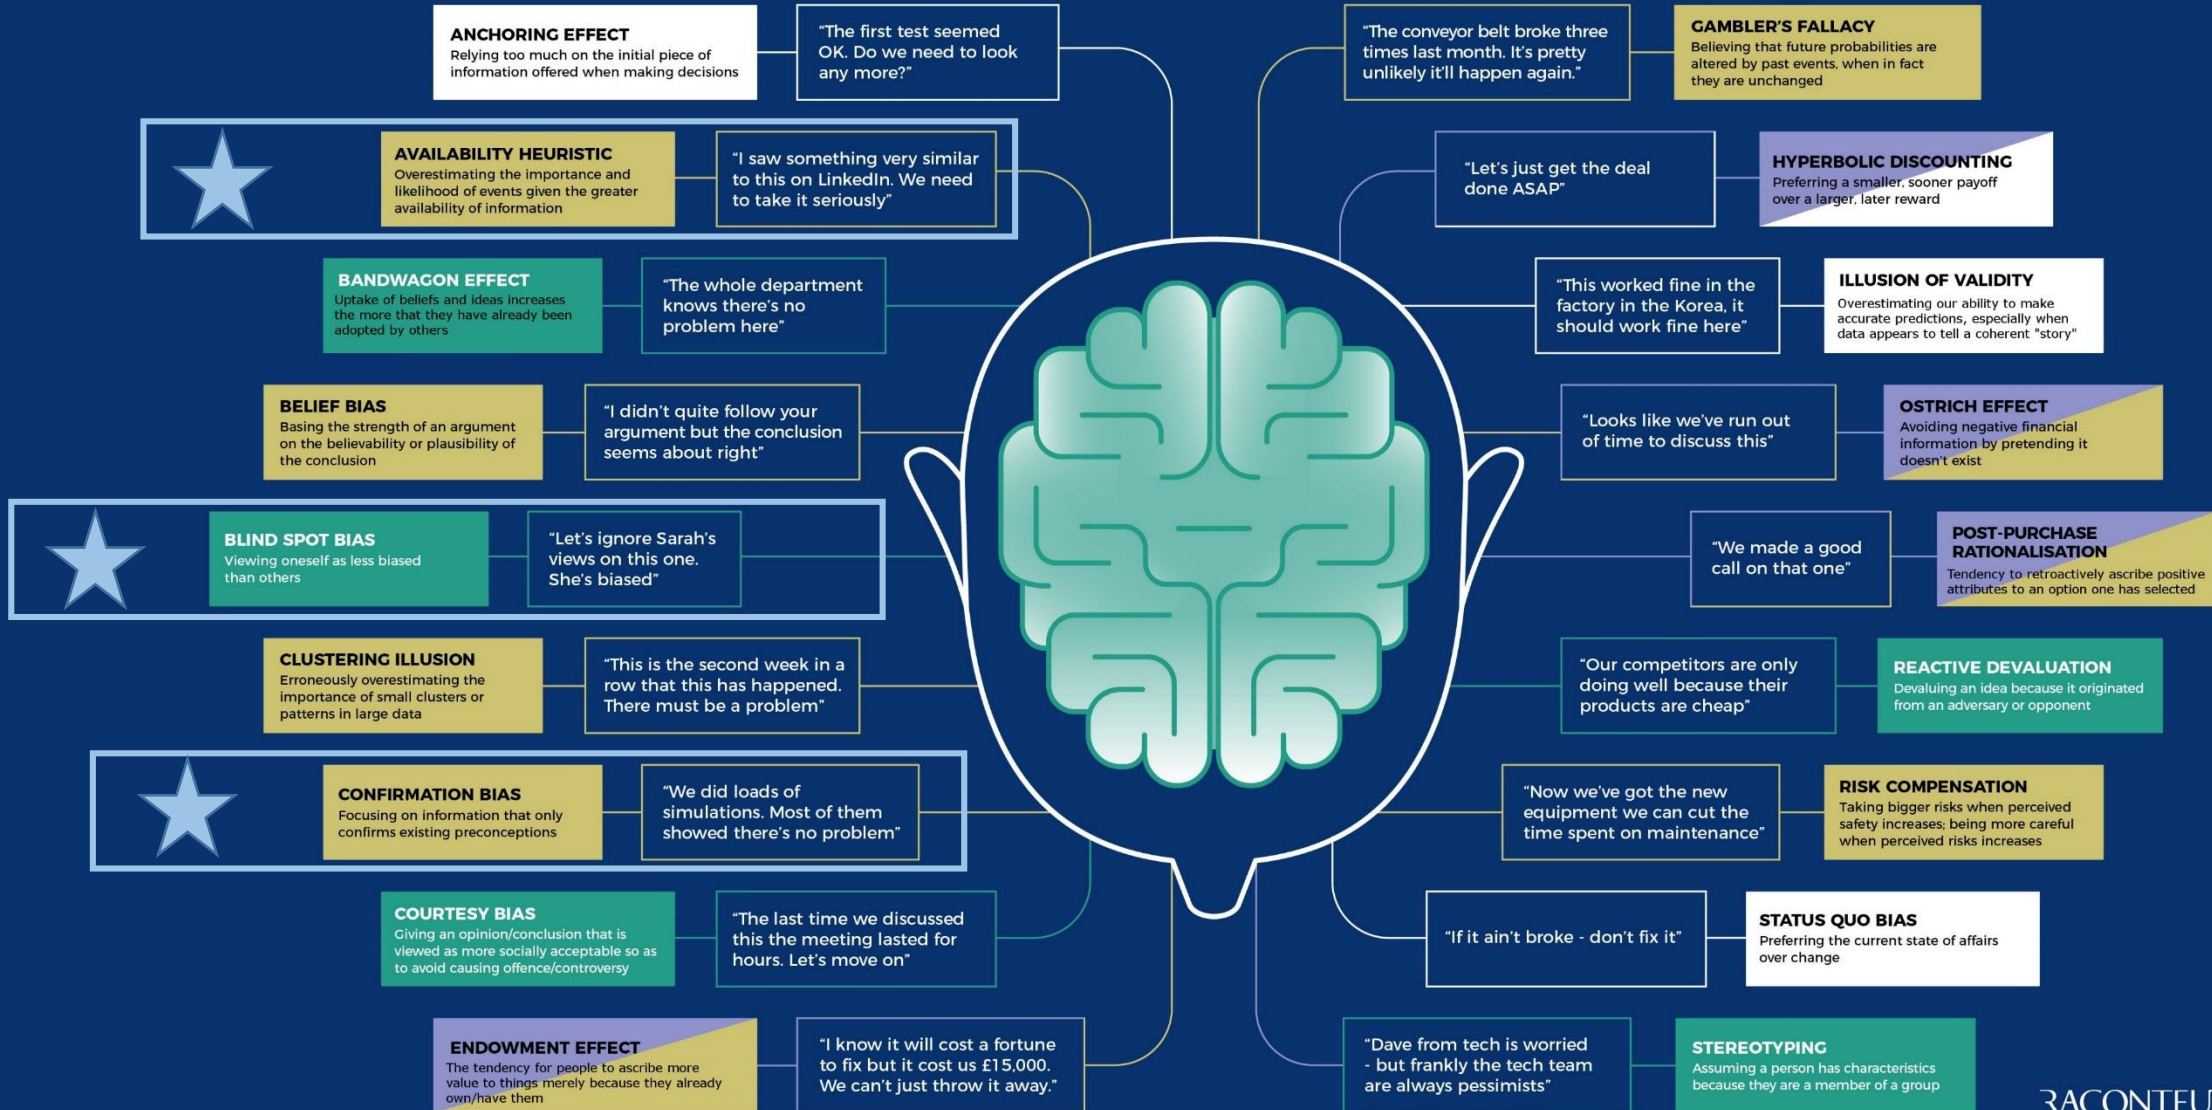 ANCHORING EFFECT
Relying too much on the initial piece of
information offered when making decisions
“The first test seemed
OK. Do we need to look
any more?”
AVAILABILITY HEURISTIC
Overestimating the importance and
likelihood of events given the greater
availability of information
“I saw something very similar
to this on LinkedIn. We need
to take it seriously”
BANDWAGON EFFECT
Uptake of beliefs and ideas increases
the more that they have already been
adopted by others
“The whole department
knows there’s no
problem here”
BELIEF BIAS
Basing the strength of an argument
on the believability or plausibility of
the conclusion
“I didn’t quite follow your
argument but the conclusion
seems about right”
BLIND SPOT BIAS
Viewing oneself as less biased
than others
“Let’s ignore Sarah’s
views on this one.
She’s biased”
CLUSTERING ILLUSION
Erroneously overestimating the
importance of small clusters or
patterns in large data
“This is the second week in a
row that this has happened.
There must be a problem”
CONFIRMATION BIAS
Focusing on information that only
confirms existing preconceptions
“We did loads of
simulations. Most of them
showed there’s no problem”
COURTESY BIAS
Giving an opinion/conclusion that is
viewed as more socially acceptable so as
to avoid causing offence/controversy
“The last time we discussed
this the meeting lasted for
hours. Let’s move on”
ENDOWMENT EFFECT
The tendency for people to ascribe more
value to things merely because they already
own/have them
“I know it will cost a fortune
to fix but it cost us £15,000.
We can’t just throw it away.”
“The conveyor belt broke three
times last month. It’s pretty
unlikely it’ll happen again.”
GAMBLER’S FALLACY
Believing that future probabilities are
altered by past events, when in fact
they are unchanged
“Let’s just get the deal
done ASAP”
HYPERBOLIC DISCOUNTING
Preferring a smaller, sooner payoff
over a larger, later reward
“This worked fine in the
factory in the Korea, it
should work fine here”
ILLUSION OF VALIDITY
Overestimating our ability to make
accurate predictions, especially when
data appears to tell a coherent "story"
“Looks like we’ve run out
of time to discuss this”
OSTRICH EFFECT
Avoiding negative financial
information by pretending it
doesn’t exist
“We made a good
call on that one”
POST-PURCHASE
RATIONALISATION
Tendency to retroactively ascribe positive
attributes to an option one has selected
“Our competitors are only
doing well because their
products are cheap”
REACTIVE DEVALUATION
Devaluing an idea because it originated
from an adversary or opponent
“Now we’ve got the new
equipment we can cut the
time spent on maintenance”
RISK COMPENSATION
Taking bigger risks when perceived
safety increases; being more careful
when perceived risks increases
“If it ain’t broke - don’t fix it”
STATUS QUO BIAS
Preferring the current state of affairs
over change
“Dave from tech is worried
- but frankly the tech team
are always pessimists”
STEREOTYPING
Assuming a person has characteristics
because they are a member of a group
RACONTEU